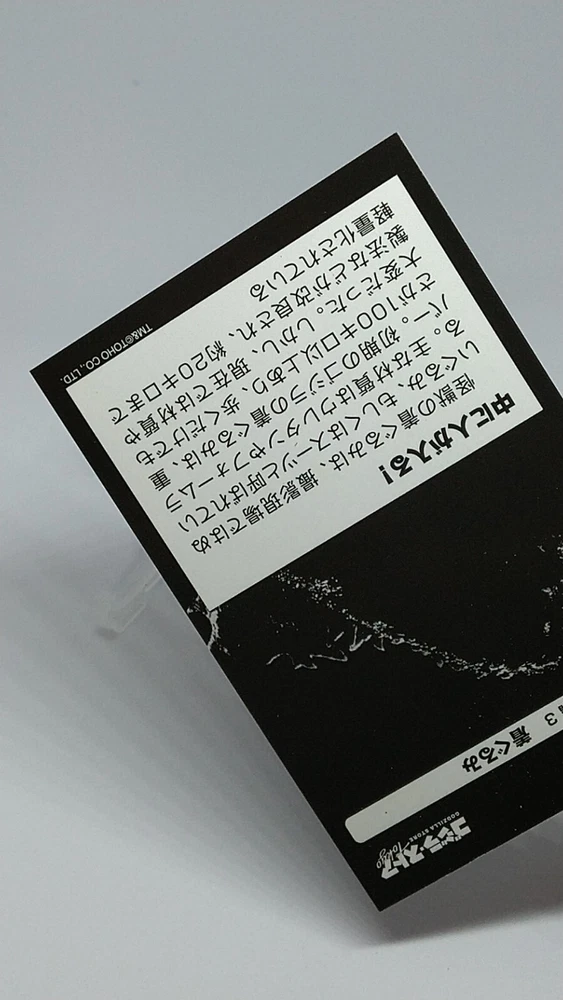 ゴジラ・ストア
Tokyo
GODZILLA STORE
3 着ぐるみ
中に人が入る！
怪獣の着ぐるみは、撮影現場ではぬ
いぐるみ、もしくはスーツと呼ばれてい
る。主な材質はウレタンやフォームラ
バー。初期のゴジラの着ぐるみは、重
さが100キロ以上あり、歩くだけでも
大変だった。しかし、現在では材質や
製法などが改良され、約20キロまで
軽量化されている
TM&©TOHO CO., LTD.